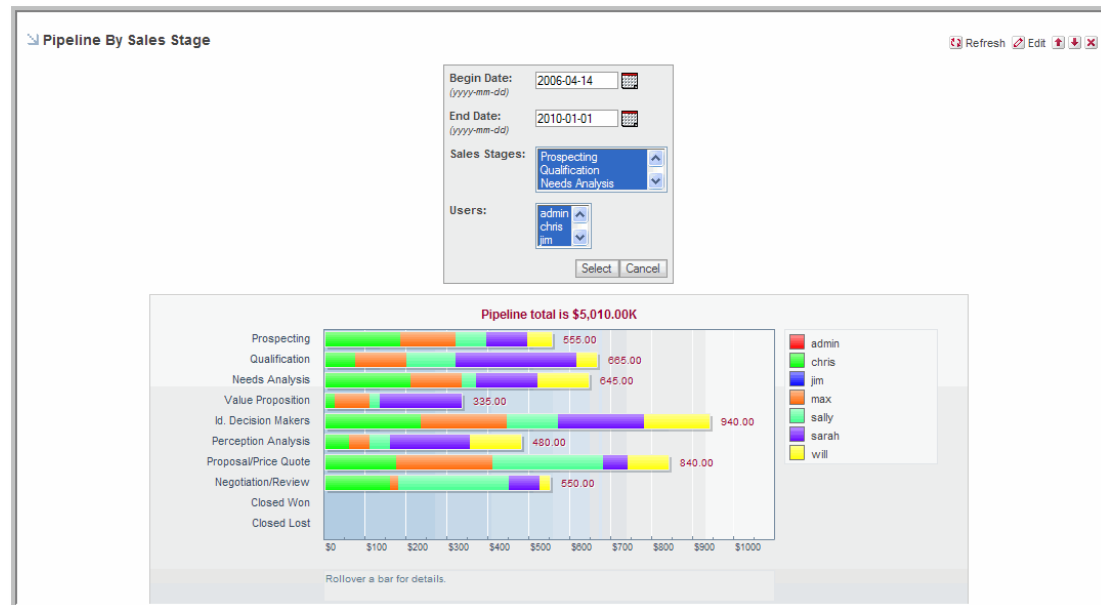 Pipeline By Sales Stage
Refresh Edit
Begin Date: 2006-04-14
(yyyy-mm-dd)
End Date: 2010-01-01
(yyyy-mm-dd)
Sales Stages: Prospecting
Qualification
Needs Analysis
Users: admin
chris
jim
Select Cancel
Pipeline total is $5,010.00K
Prospecting 555.00
Qualification 665.00
Needs Analysis 645.00
Value Proposition 335.00
Id. Decision Makers 940.00
Perception Analysis 480.00
Proposal/Price Quote 840.00
Negotiation/Review 550.00
Closed Won
Closed Lost
$0 $100 $200 $300 $400 $500 $600 $700 $800 $900 $1000
admin
chris
jim
max
sally
sarah
will
Rollover a bar for details.